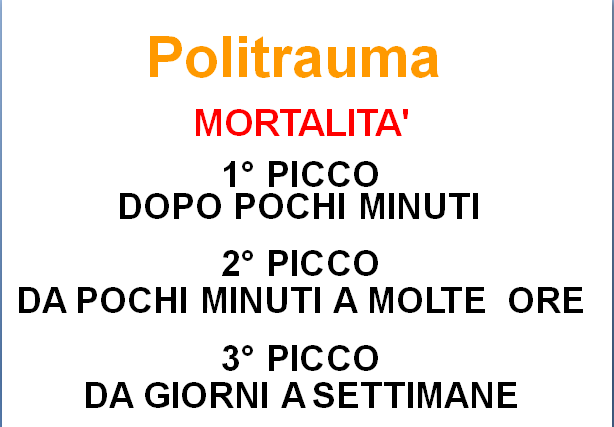 Politrauma
MORTALITA'
1° PICCO
DOPO POCHI MINUTI
2° PICCO
DA POCHI MINUTI A MOLTE ORE
3° PICCO
DA GIORNI A SETTIMANE